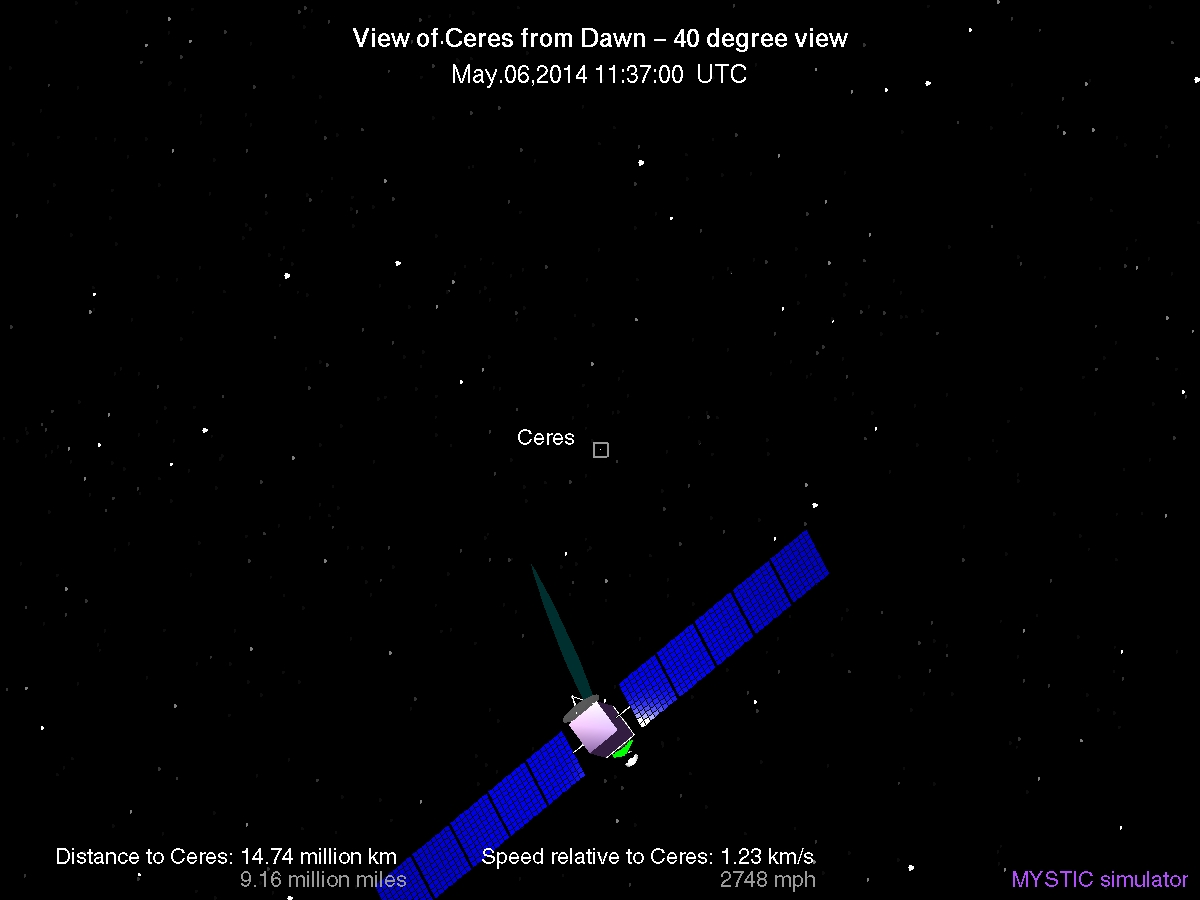 View of Ceres from Dawn – 40 degree view
May.06,2014 11:37:00 UTC
Ceres
Distance to Ceres: 14.74 million km
9.16 million miles
Speed relative to Ceres: 1.23 km/s
2748 mph
MYSTIC simulator